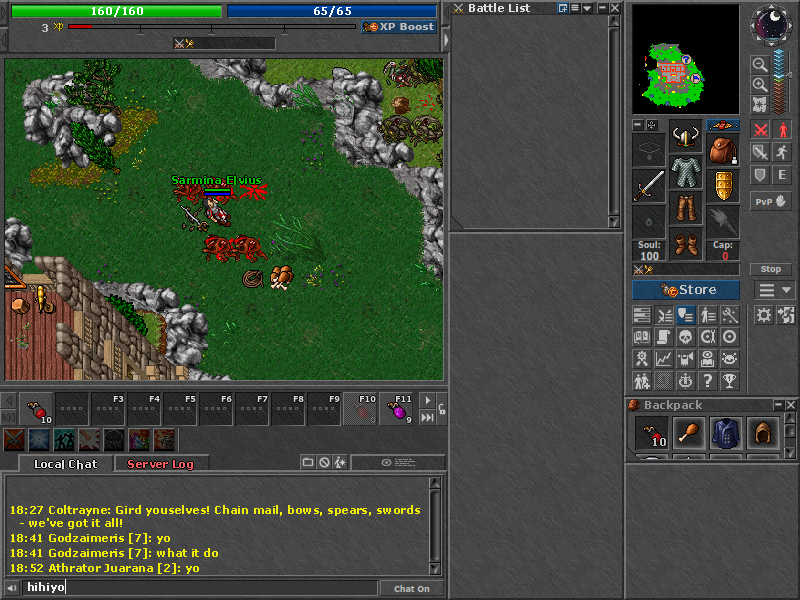 160/160
65/65
Battle List
3 XP
XP Boost
Sarmina Elvius
E
PvP
Soul:
100
Cap:
0
Stop
Store
F3
F4
F5
F6
F7
F8
F9
F10
F11
10
9
Backpack
10
Local Chat
Server Log
18:27 Coltrayne: Gird youselves! Chain mail, bows, spears, swords
- we've got it all!
18:41 Godzaimeris [7]: yo
18:41 Godzaimeris [7]: what it do
18:52 Athrator Juarana [2]: yo
hihiyo
Chat On